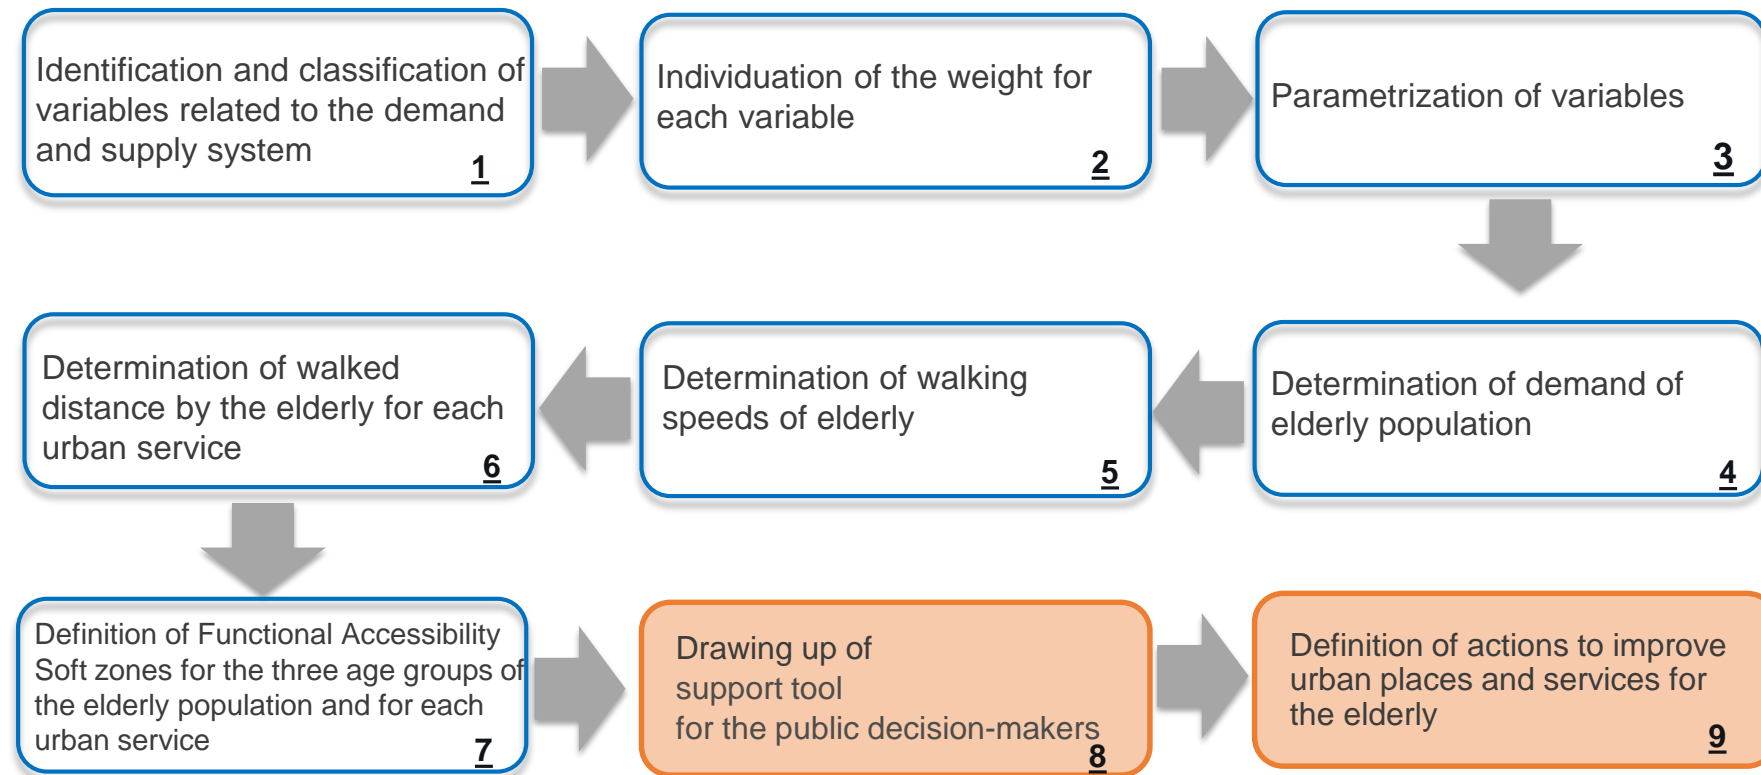 Identification and classification of
variables related to the demand
and supply system
1
Individuation of the weight for
each variable
2
Parametrization of variables
3
Determination of walked
distance by the elderly for each
urban service
6
Determination of walking
speeds of elderly
5
Determination of demand of
elderly population
4
Definition of Functional Accessibility
Soft zones for the three age groups of
the elderly population and for each
urban service
7
Drawing up of
support tool
for the public decision-makers
8
Definition of actions to improve
urban places and services for
the elderly
9